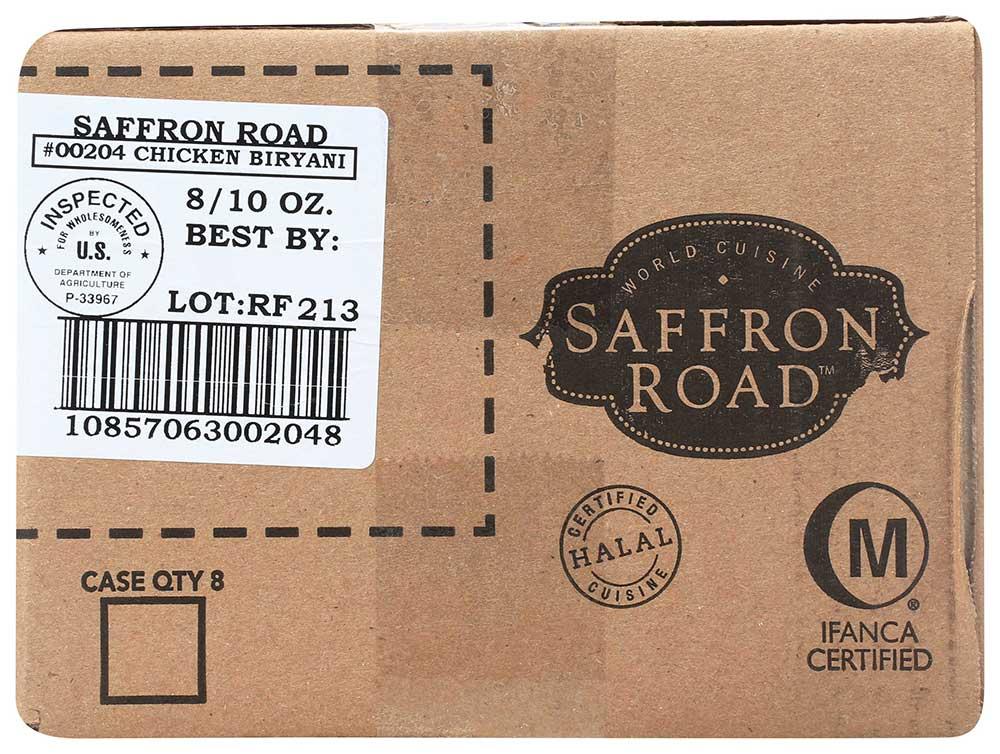 SAFFRON ROAD
#00204 CHICKEN BIRYANI
INSPECTED
FOR WHOLESOMENESS
BY
U.S.
DEPARTMENT OF
AGRICULTURE
P-33967
8/10 OZ.
BEST BY:
LOT:RF 213
10857063002048
CASE QTY 8
WORLD CUISINE
SAFFRON
ROAD™
CERTIFIED
HALAL
CUISINE
M®
IFANCA
CERTIFIED